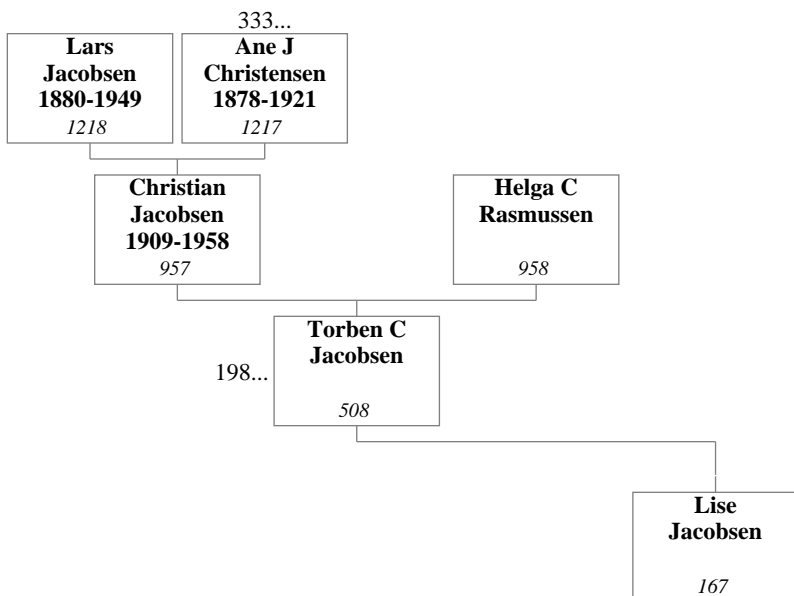 333...
Lars
Jacobsen
1880-1949
1218
Ane J
Christensen
1878-1921
1217
Christian
Jacobsen
1909-1958
957
Helga C
Rasmussen
958
198...
Torben C
Jacobsen
508
Lise
Jacobsen
167